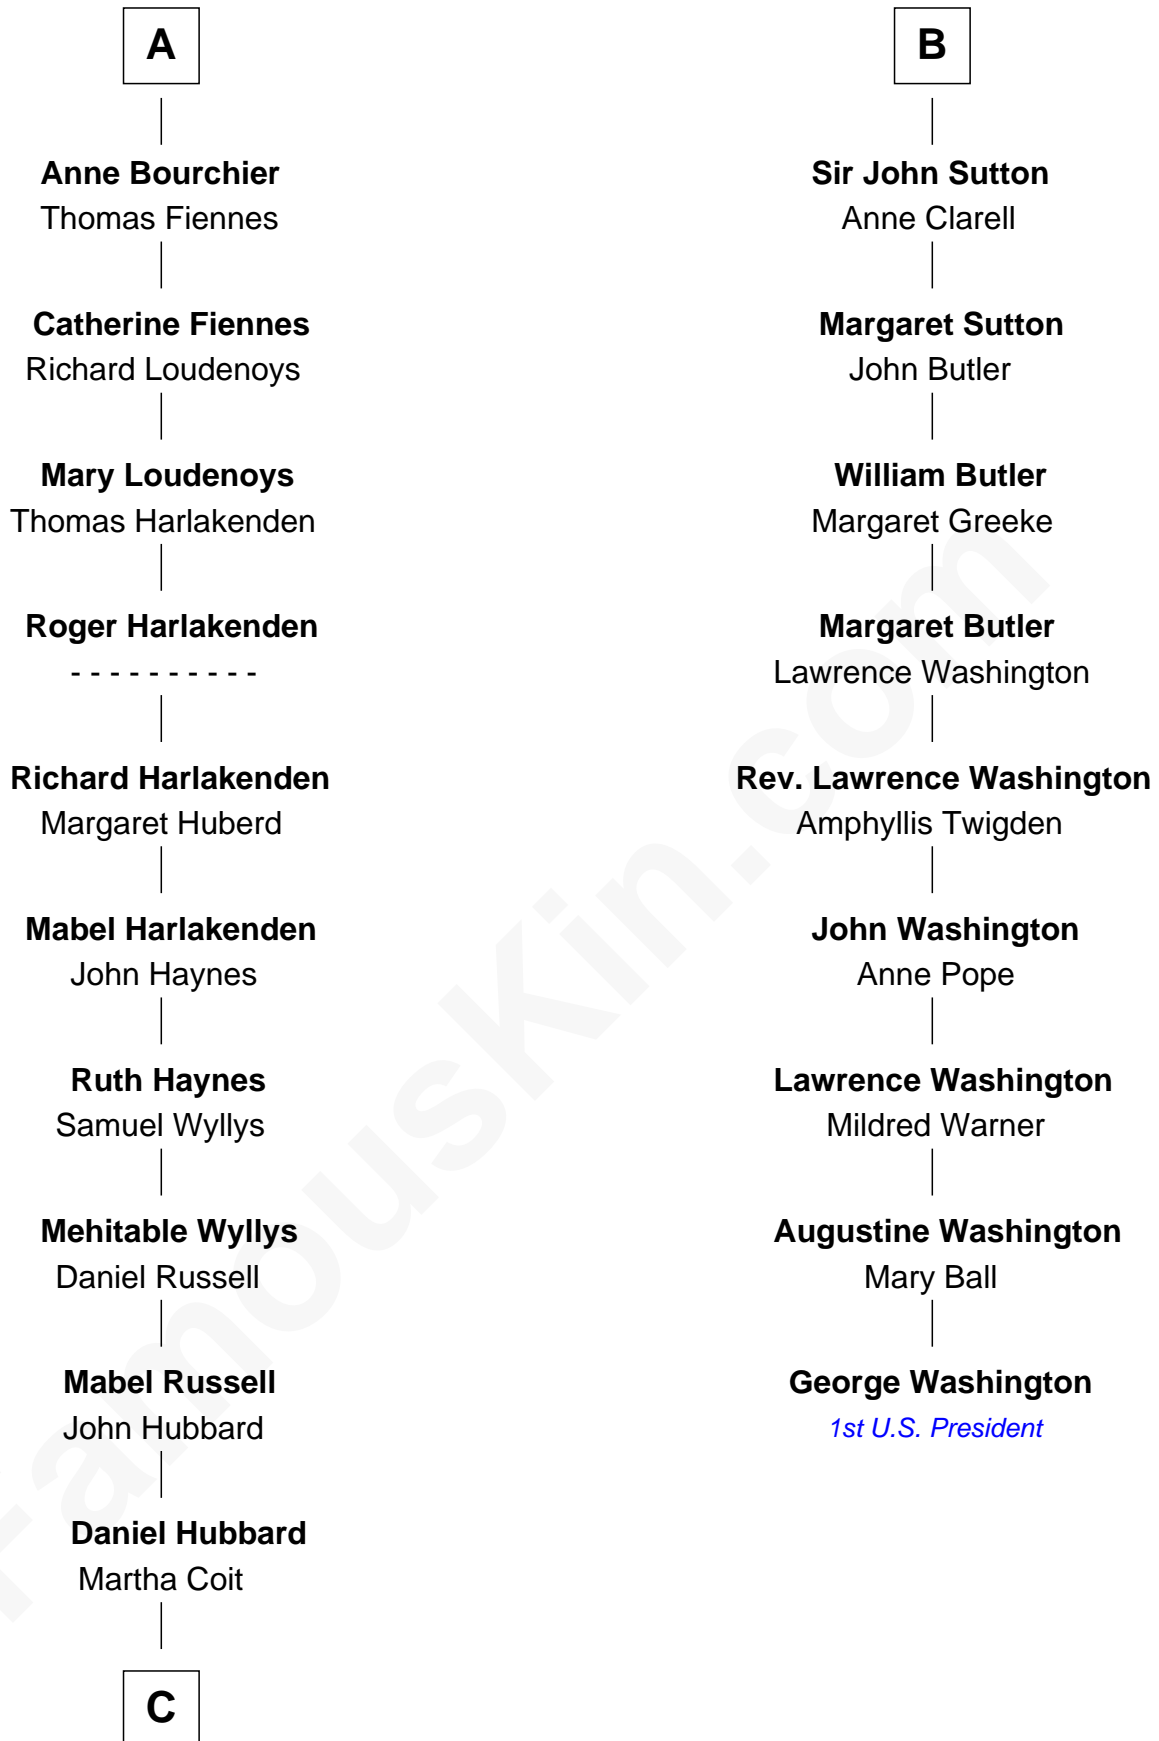 A
Anne Bourchier
Thomas Fiennes
Catherine Fiennes
Richard Loudenoys
Mary Loudenoys
Thomas Harlakenden
Roger Harlakenden
- - - - - - - - - -
Richard Harlakenden
Margaret Huberd
Mabel Harlakenden
John Haynes
Ruth Haynes
Samuel Wyllys
Mehitable Wyllys
Daniel Russell
Mabel Russell
John Hubbard
Daniel Hubbard
Martha Coit
C
B
Sir John Sutton
Anne Clarell
Margaret Sutton
John Butler
William Butler
Margaret Greeke
Margaret Butler
Lawrence Washington
Rev. Lawrence Washington
Amphyllis Twigden
John Washington
Anne Pope
Lawrence Washington
Mildred Warner
Augustine Washington
Mary Ball
George Washington
1st U.S. President
FamousKin.com